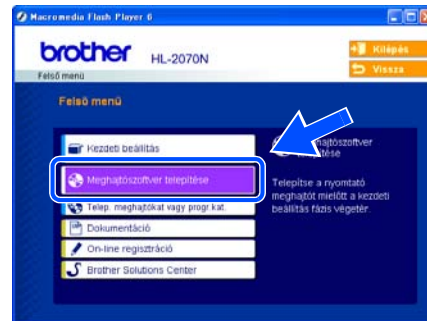 Macromedia Flash Player 6
brother HL-2070N
Kilépés
Vissza
Felső menü
Felső menü
Kezdeti beállítás
Meghajtószoftver telepítése
Telep. meghajtókat vagy progr.kat.
Dokumentáció
On-line regisztráció
Brother Solutions Center
Telepítse a nyomtató
meghajtót mielőtt a kezdeti
beállítás fázis végetér.